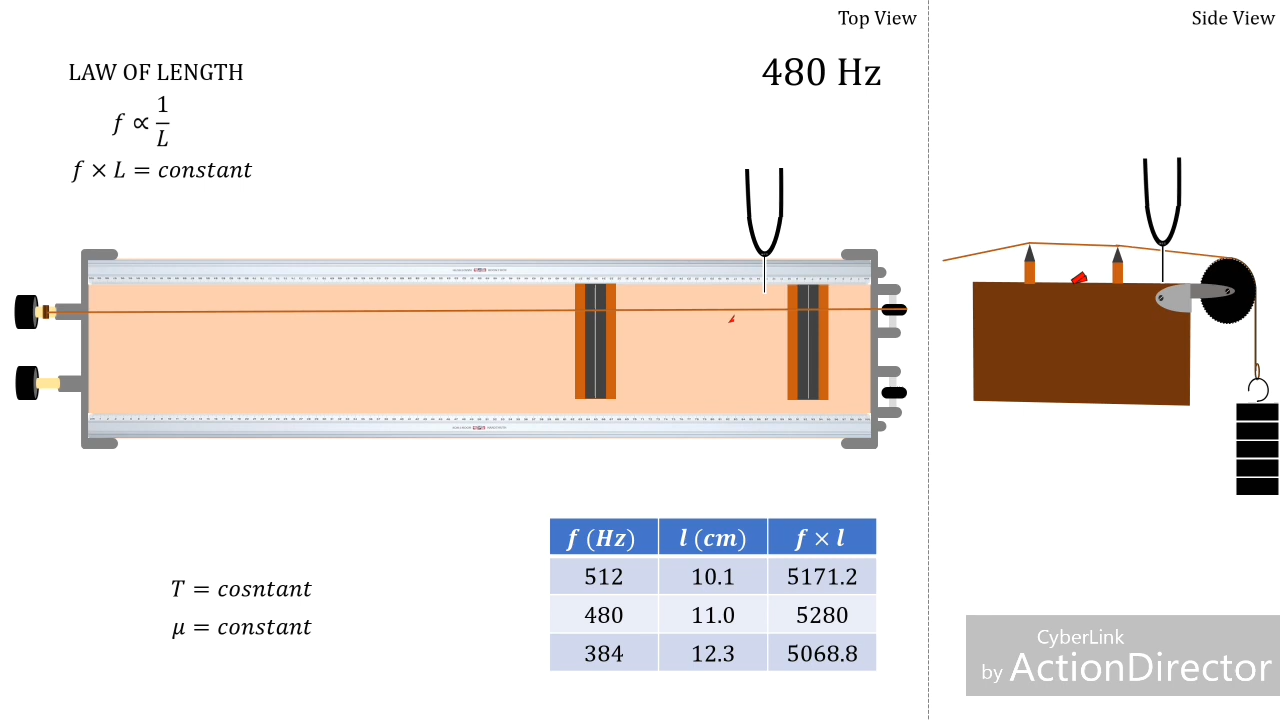 Top View
Side View
LAW OF LENGTH
480 Hz
f ∝ 1/L
f × L = constant
T = cosntant
μ = constant
f (Hz) l (cm) f × l
512 10.1 5171.2
480 11.0 5280
384 12.3 5068.8
CyberLink
by ActionDirector